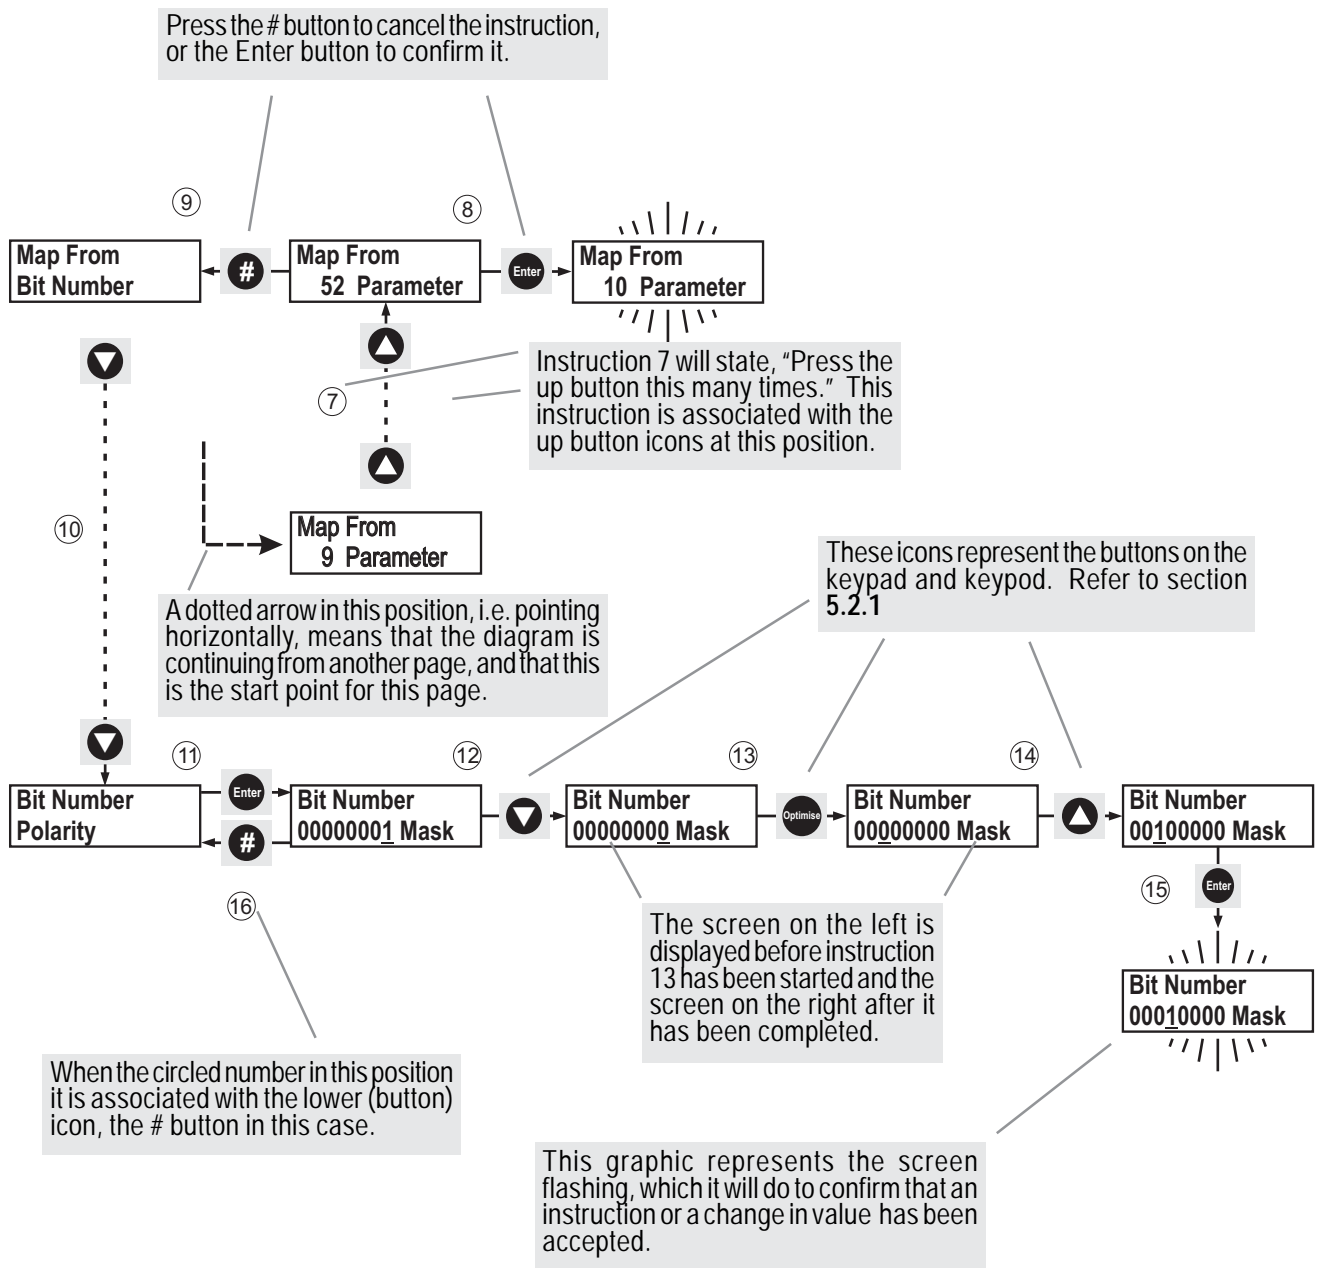 Press the # button to cancel the instruction,
or the Enter button to confirm it.
9
8
Map From
Bit Number
#
Map From
52 Parameter
Enter
Map From
10 Parameter
Instruction 7 will state, "Press the
up button this many times." This
instruction is associated with the
up button icons at this position.
7
10
Map From
9 Parameter
These icons represent the buttons on the
keypad and keypod. Refer to section
5.2.1
A dotted arrow in this position, i.e. pointing
horizontally, means that the diagram is
continuing from another page, and that this
is the start point for this page.
11
12
13
14
Bit Number
Polarity
Enter
#
Bit Number
00000001 Mask
Bit Number
00000000 Mask
Optimise
Bit Number
00000000 Mask
Bit Number
00100000 Mask
15
Enter
16
The screen on the left is
displayed before instruction
13 has been started and the
screen on the right after it
has been completed.
Bit Number
00010000 Mask
When the circled number in this position
it is associated with the lower (button)
icon, the # button in this case.
This graphic represents the screen
flashing, which it will do to confirm that an
instruction or a change in value has been
accepted.